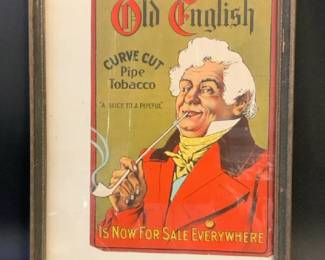 Old English
CURVE CUT
Pipe
Tobacco
"A SLICE TO A PIPEFUL"
IS NOW FOR SALE EVERYWHERE